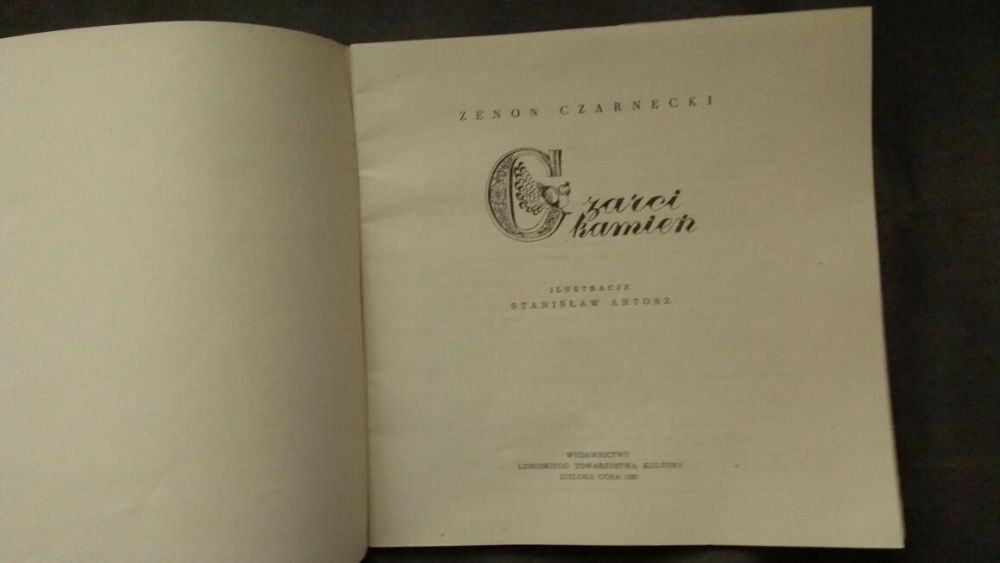 ZENON CZARNECKI
Czarci
kamień
ILUSTRACJE
STANISŁAW ANTOSZ
WYDAWNICTWO
LUBUSKIEGO TOWARZYSTWA KULTURY
ZIELONA GÓRA